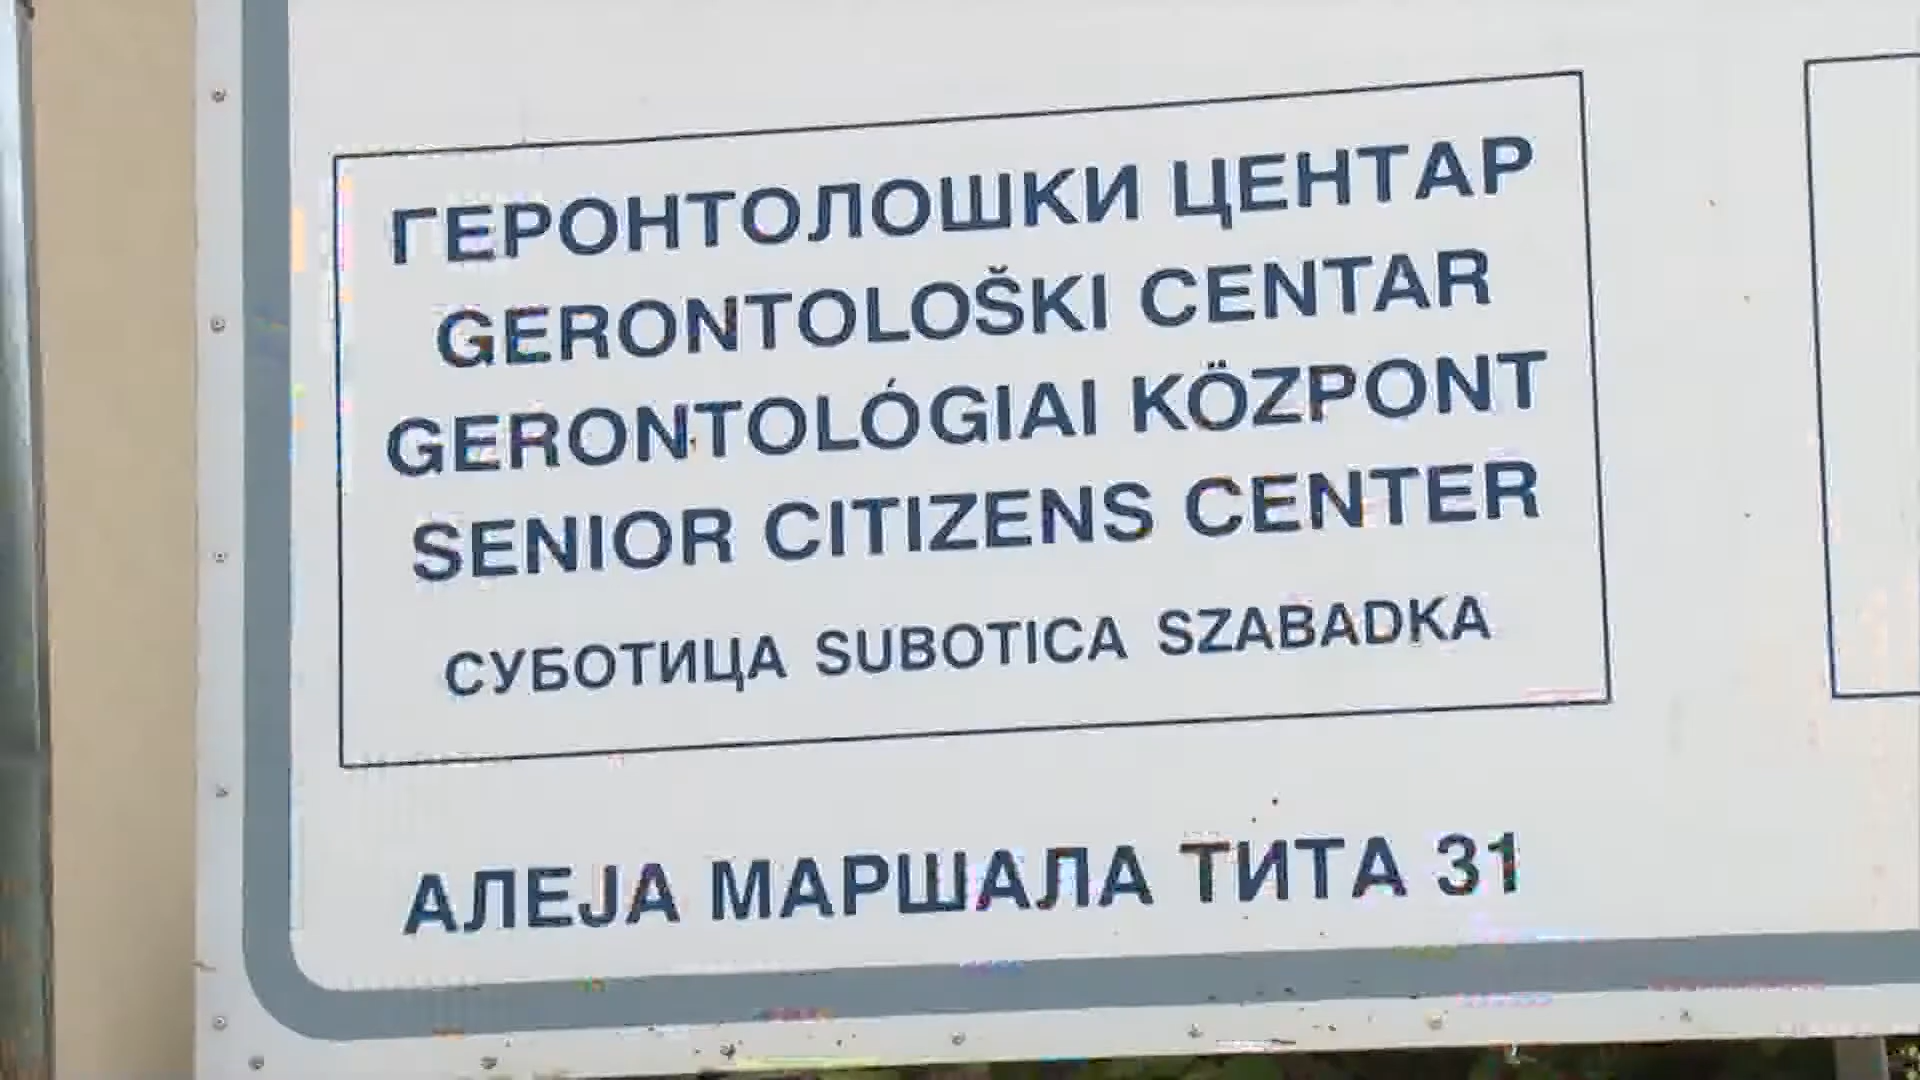 ГЕРОНТОЛОШКИ ЦЕНТАР
GERONTOLOŠKI CENTAR
GERONTOLÓGIAI KÖZPONT
SENIOR CITIZENS CENTER
СУБОТИЦА SUBOTICA SZABADKA
АЛЕЈА МАРШАЛА ТИТА 31